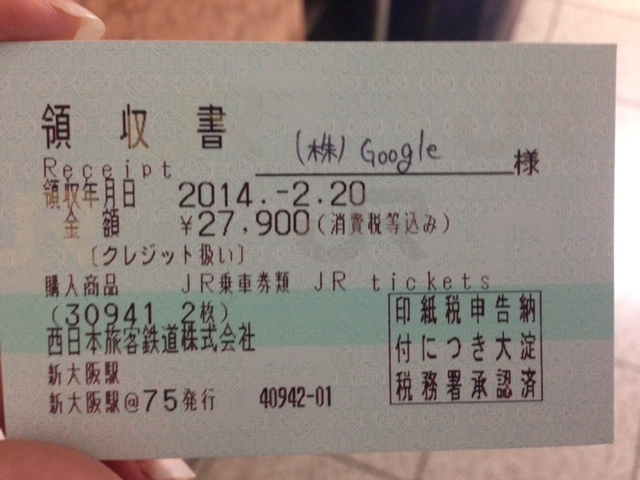 領収書
(株) Google 様
Receipt
領収年月日 2014.-2.20
金額 ¥27,900(消費税等込み)
〔クレジット扱い〕
購入商品 JR乗車券類 JR tickets
(30941 2枚)
西日本旅客鉄道株式会社
新大阪駅
新大阪駅@75発行 40942-01
印紙税申告納
付につき大淀
税務署承認済